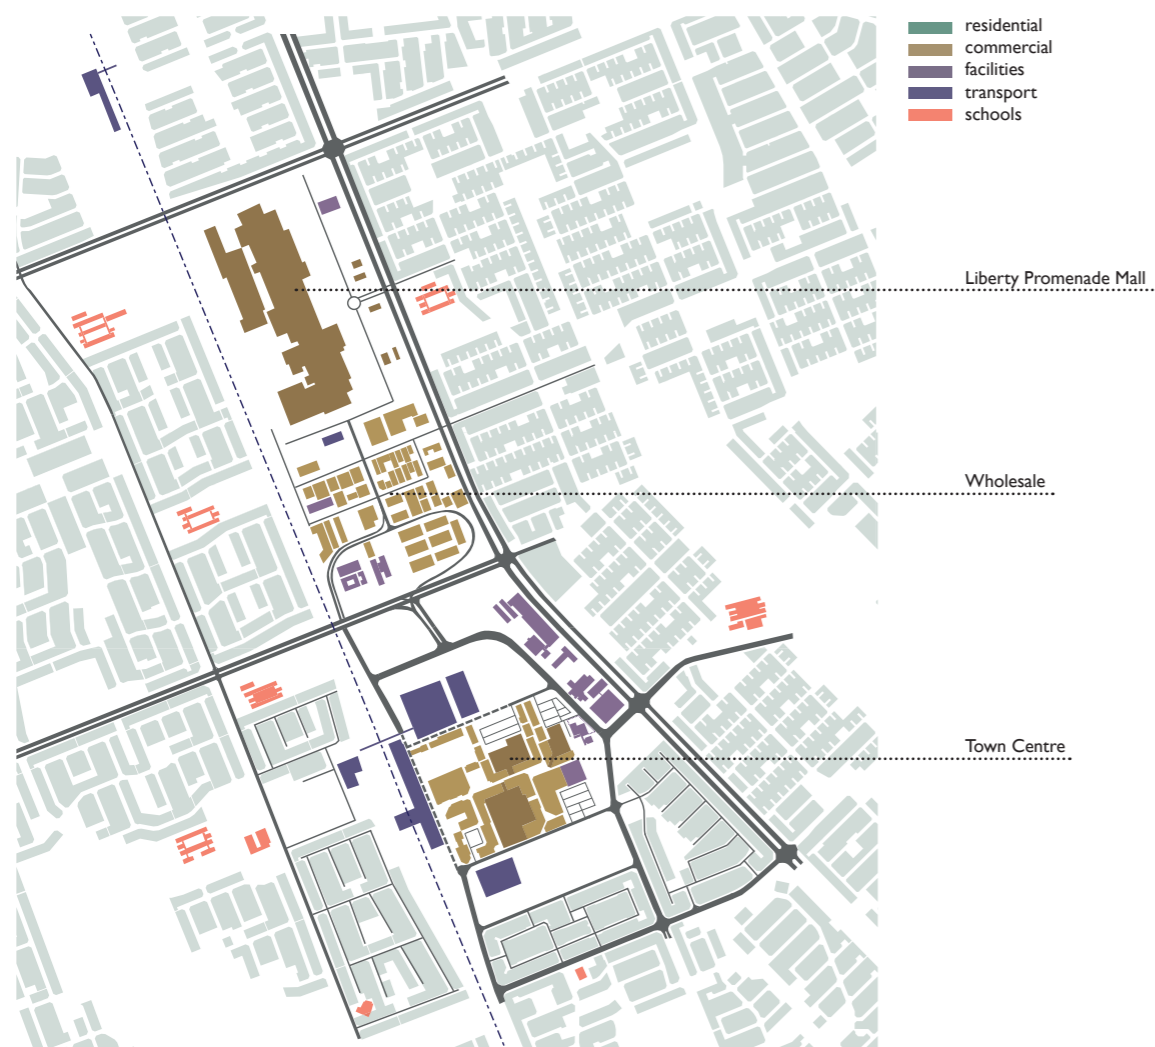 residential
commercial
facilities
transport
schools
Liberty Promenade Mall
Wholesale
Town Centre